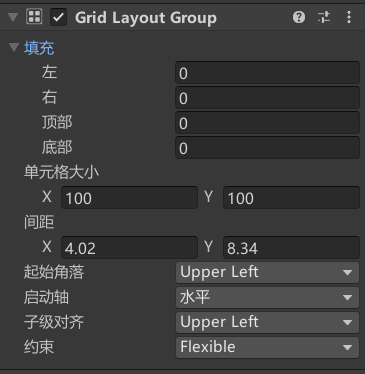 Grid Layout Group
填充
左 0
右 0
顶部 0
底部 0
单元格大小
X 100 Y 100
间距
X 4.02 Y 8.34
起始角落 Upper Left
启动轴 水平
子级对齐 Upper Left
约束 Flexible